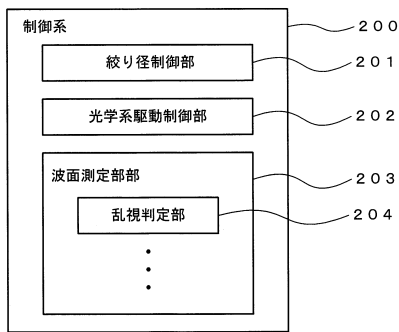 制御系
200
絞り径制御部
201
光学系駆動制御部
202
波面測定部部
203
乱視判定部
204